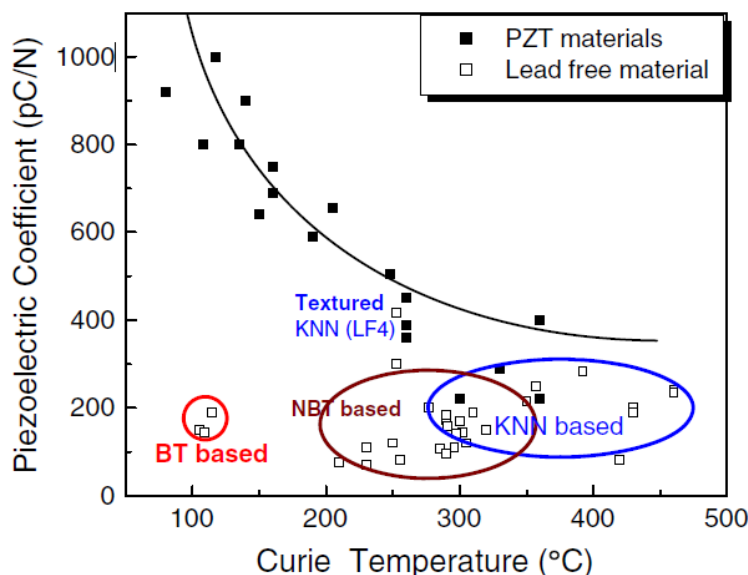 PZT materials
Lead free material
Piezoelectric Coefficient (pC/N)
1000
800
600
400
200
0
Textured
KNN (LF4)
NBT based
KNN based
BT based
100
200
300
400
500
Curie Temperature (°C)